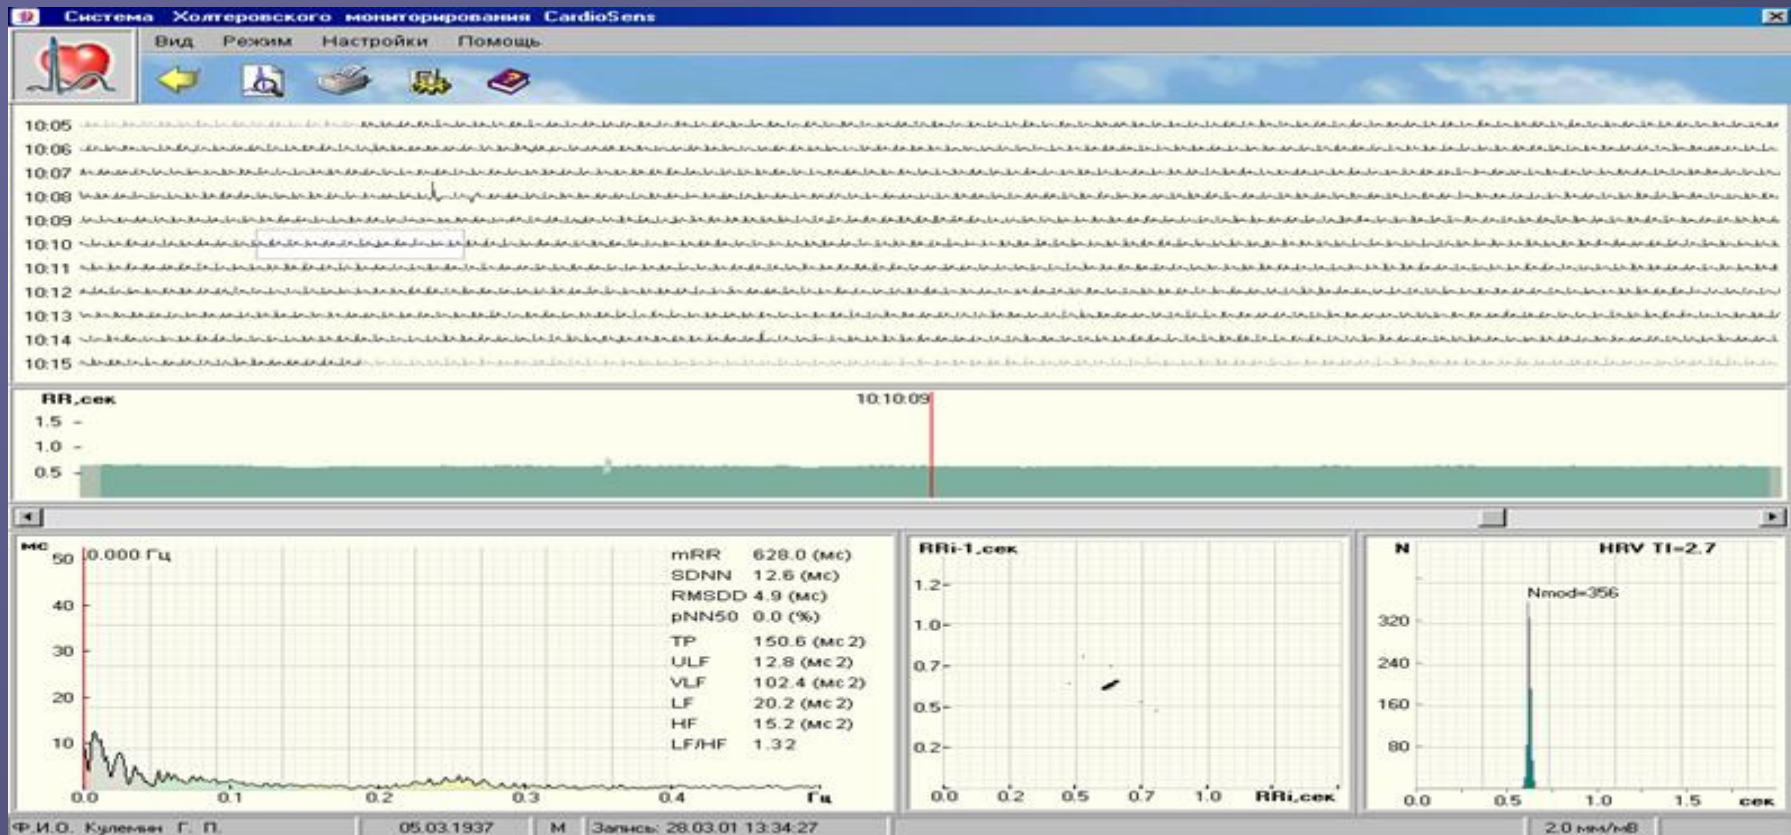 Система Холтеровского мониторирования CardioSens
Вид Режим Настройки Помощь
10:05
10:06
10:07
10:08
10:09
10:10
10:11
10:12
10:13
10:14
10:15
RR,сек
10:10:09
1.5
1.0
0.5
мс
50
40
30
20
10
0.000 Гц
mRR 628.0 (мс)
SDNN 12.6 (мс)
RMSDD 4.9 (мс)
pNN50 0.0 (%)
TP 150.6 (мс2)
ULF 12.8 (мс2)
VLF 102.4 (мс2)
LF 20.2 (мс2)
HF 15.2 (мс2)
LF/HF 1.32
0.0 0.1 0.2 0.3 0.4 Гц
RRi-1,сек
1.2
1.0
0.7
0.5
0.2
0.0 0.2 0.5 0.7 1.0 RRi,сек
N HRV TI=2.7
Nmod=356
320
240
160
80
0.0 0.5 1.0 1.5 сек
Ф.И.О. Кулемин Г. П. 05.03.1937 М Запись: 28.03.01 13:34:27 2.0 мм/мВ